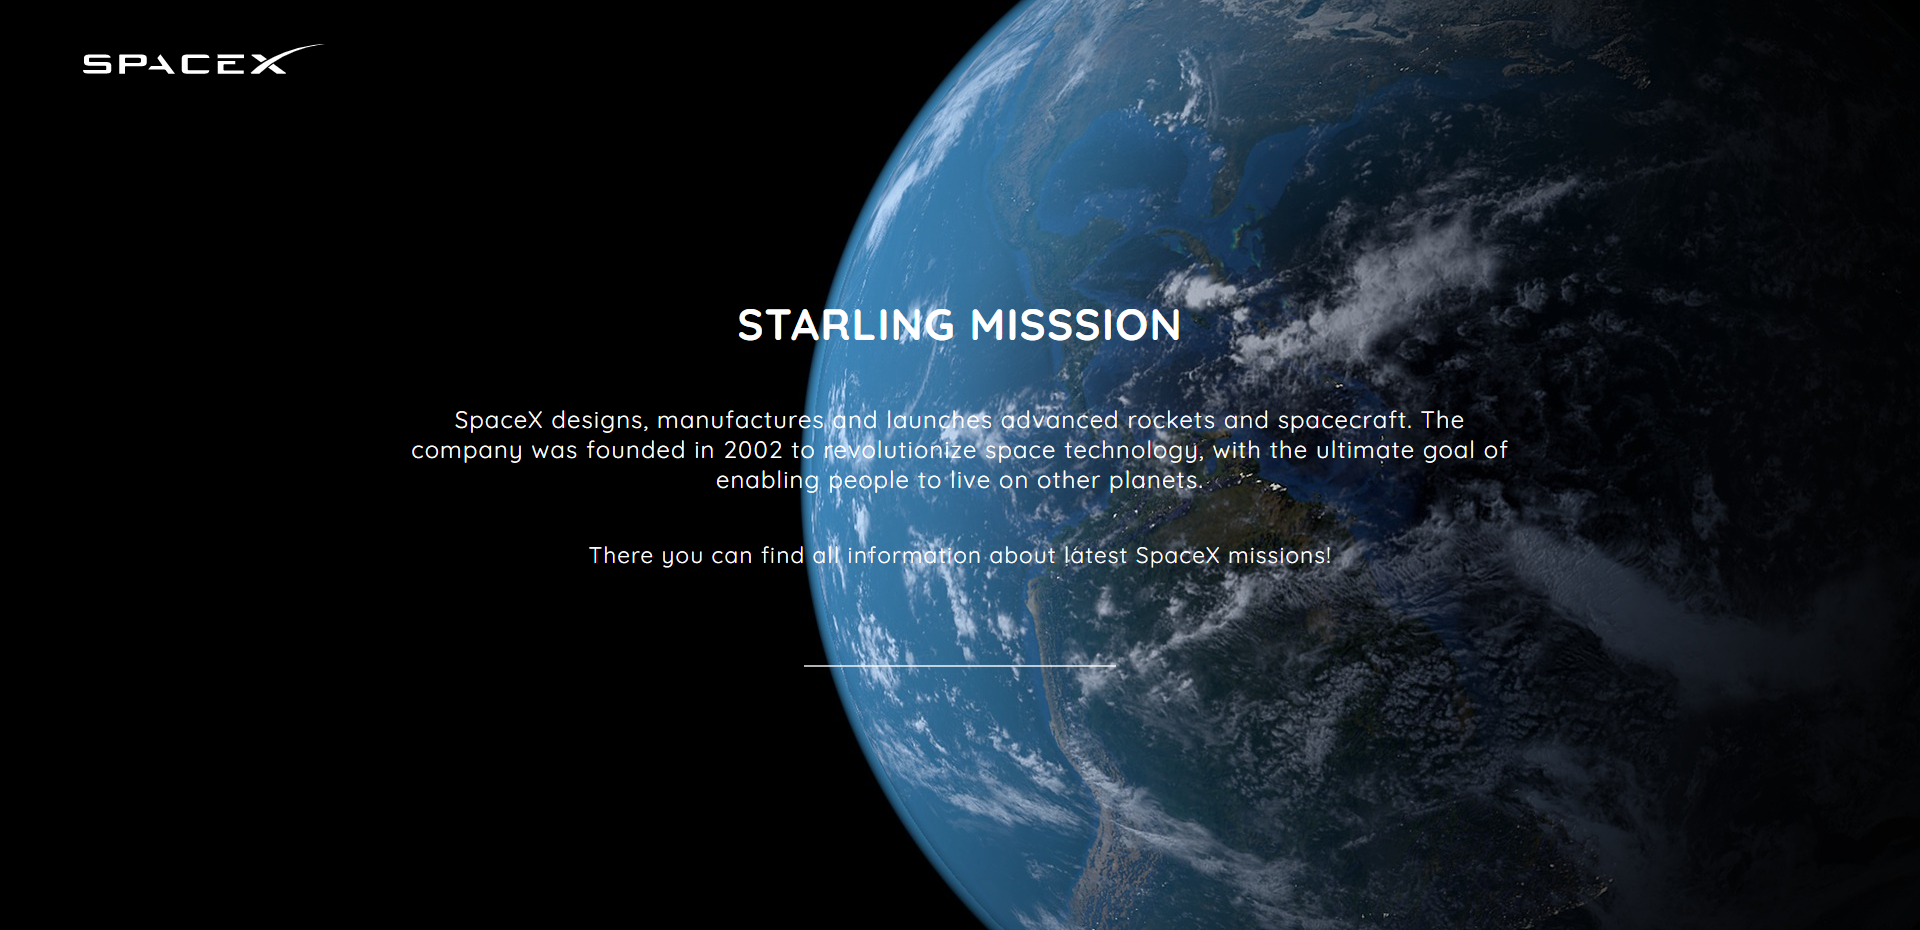 SPACEX
STARLING MISSSION
SpaceX designs, manufactures and launches advanced rockets and spacecraft. The
company was founded in 2002 to revolutionize space technology, with the ultimate goal of
enabling people to live on other planets.
There you can find all information about latest SpaceX missions!